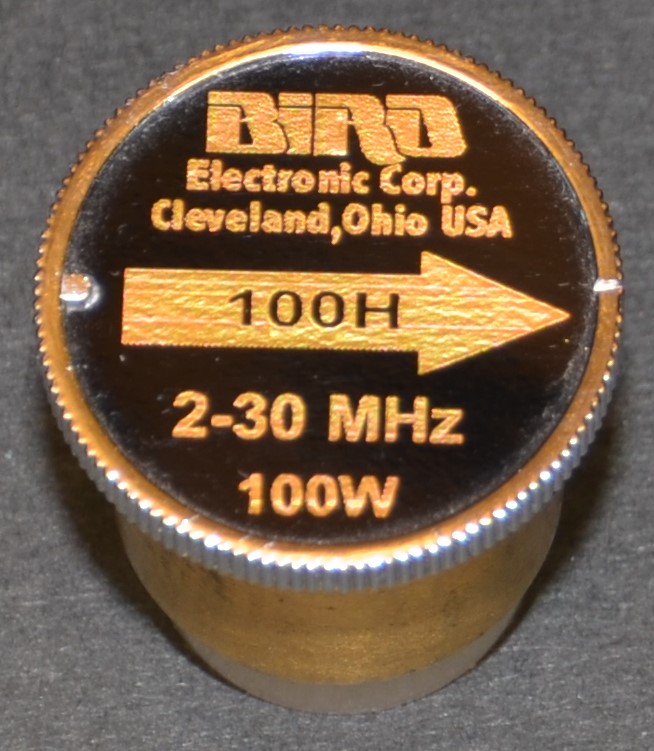 BIRD
Electronic Corp.
Cleveland,Ohio USA
100H
2-30 MHz
100W